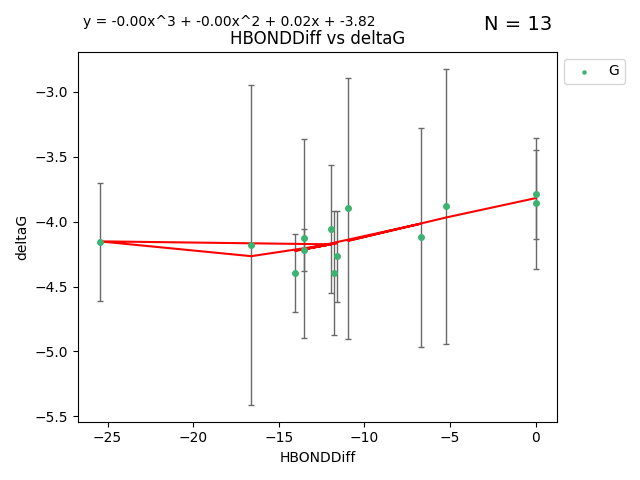 y = -0.00x^3 + -0.00x^2 + 0.02x + -3.82
N = 13
HBONDDiff vs deltaG
G
deltaG
−3.0
−3.5
−4.0
−4.5
−5.0
−5.5
−25 −20 −15 −10 −5 0
HBONDDiff